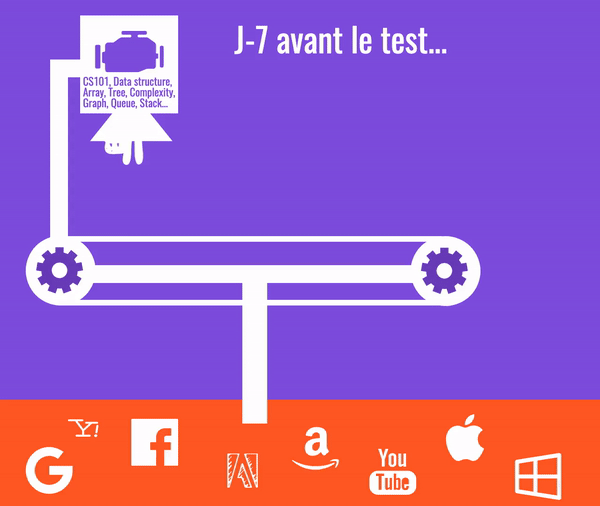 J-7 avant le test...
CS101, Data structure,
Array, Tree, Complexity,
Graph, Queue, Stack...
Y!
G
f
a
You
Tube